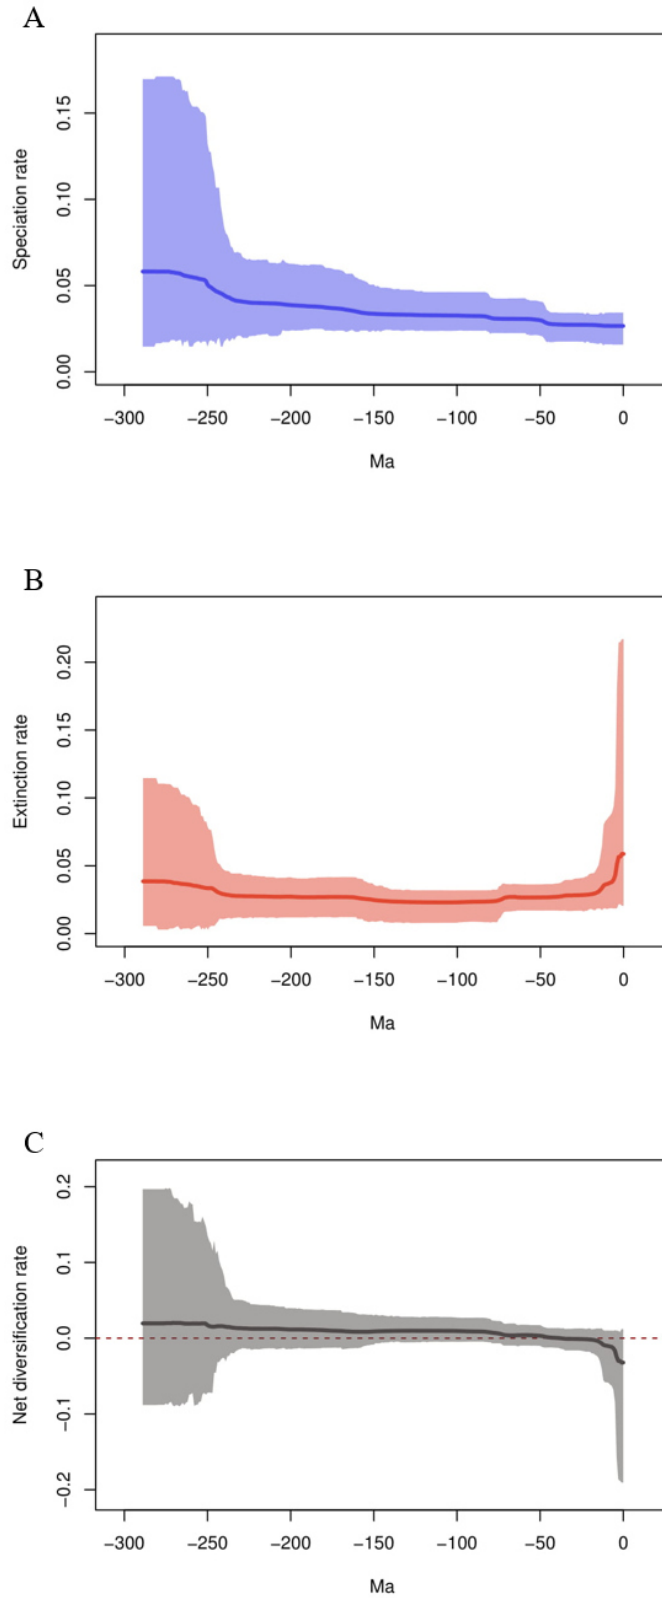 A
Speciation rate
0.15
0.10
0.05
0.00
−300 −250 −200 −150 −100 −50 0
Ma
B
Extinction rate
0.20
0.15
0.10
0.05
0.00
−300 −250 −200 −150 −100 −50 0
Ma
C
Net diversification rate
0.2
0.1
0.0
−0.1
−0.2
−300 −250 −200 −150 −100 −50 0
Ma